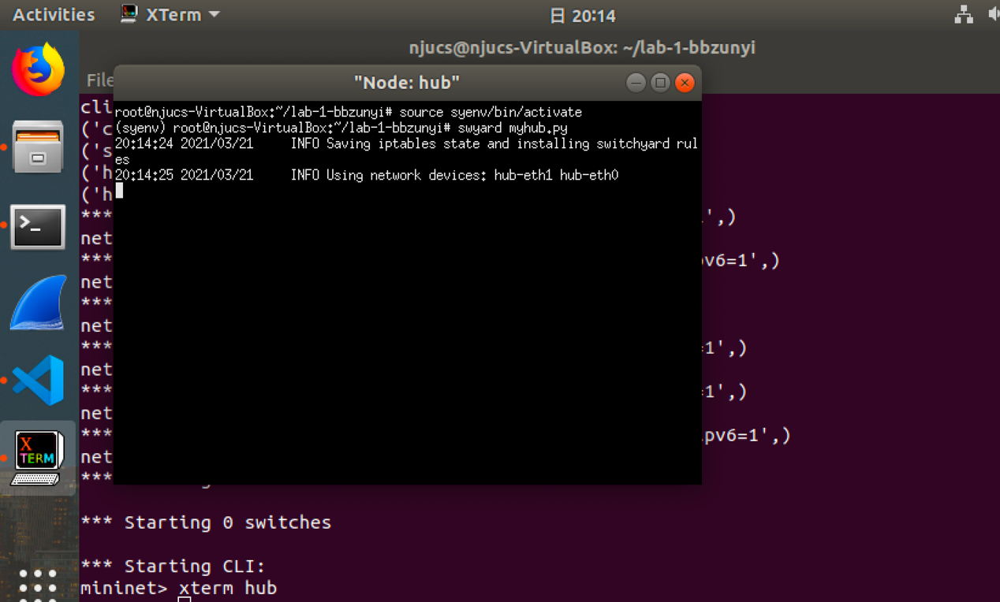 Activities XTerm 日 20:14
njucs@njucs-VirtualBox: ~/lab-1-bbzunyi
File
"Node: hub"
root@njucs-VirtualBox:~/lab-1-bbzunyi# source syenv/bin/activate
(syenv) root@njucs-VirtualBox:~/lab-1-bbzunyi# swyard myhub.py
20:14:24 2021/03/21     INFO Saving iptables state and installing switchyard rul
es
20:14:25 2021/03/21     INFO Using network devices: hub-eth1 hub-eth0
cli
('c
('s
('h
('h
*** ',)
net
*** pv6=1',)
net
***
net
*** =1',)
net
*** =1',)
net
*** pv6=1',)
net
***
*** Starting 0 switches
*** Starting CLI:
mininet> xterm hub
X
TERM